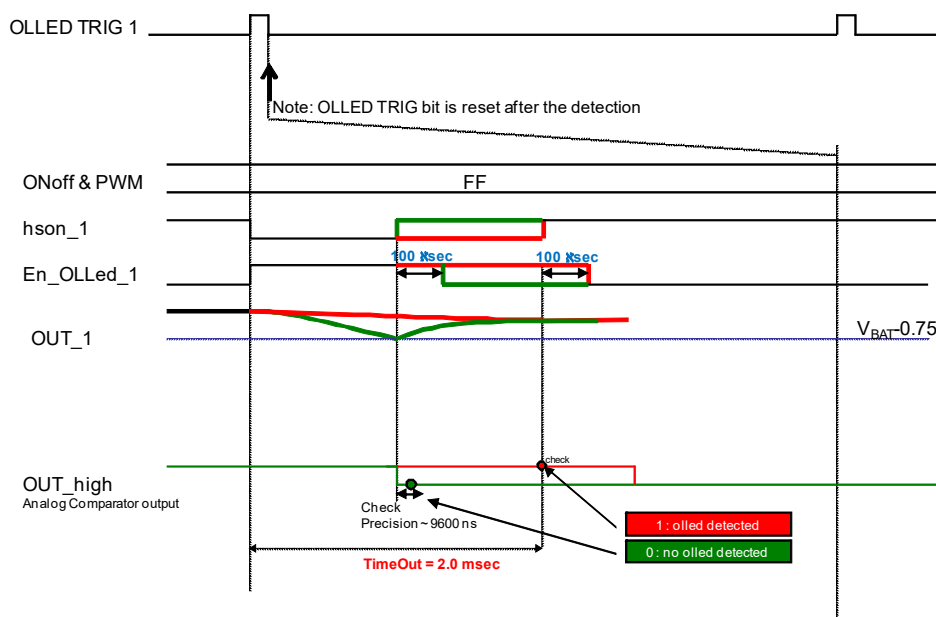 OLLED TRIG 1
Note: OLLED TRIG bit is reset after the detection
ONoff & PWM
FF
hson_1
100 sec
100 sec
En_OLLed_1
OUT_1
VBAT-0.75
check
OUT_high
Analog Comparator output
Check
Precision ~ 9600 ns
1 : olled detected
0 : no olled detected
TimeOut = 2.0 msec